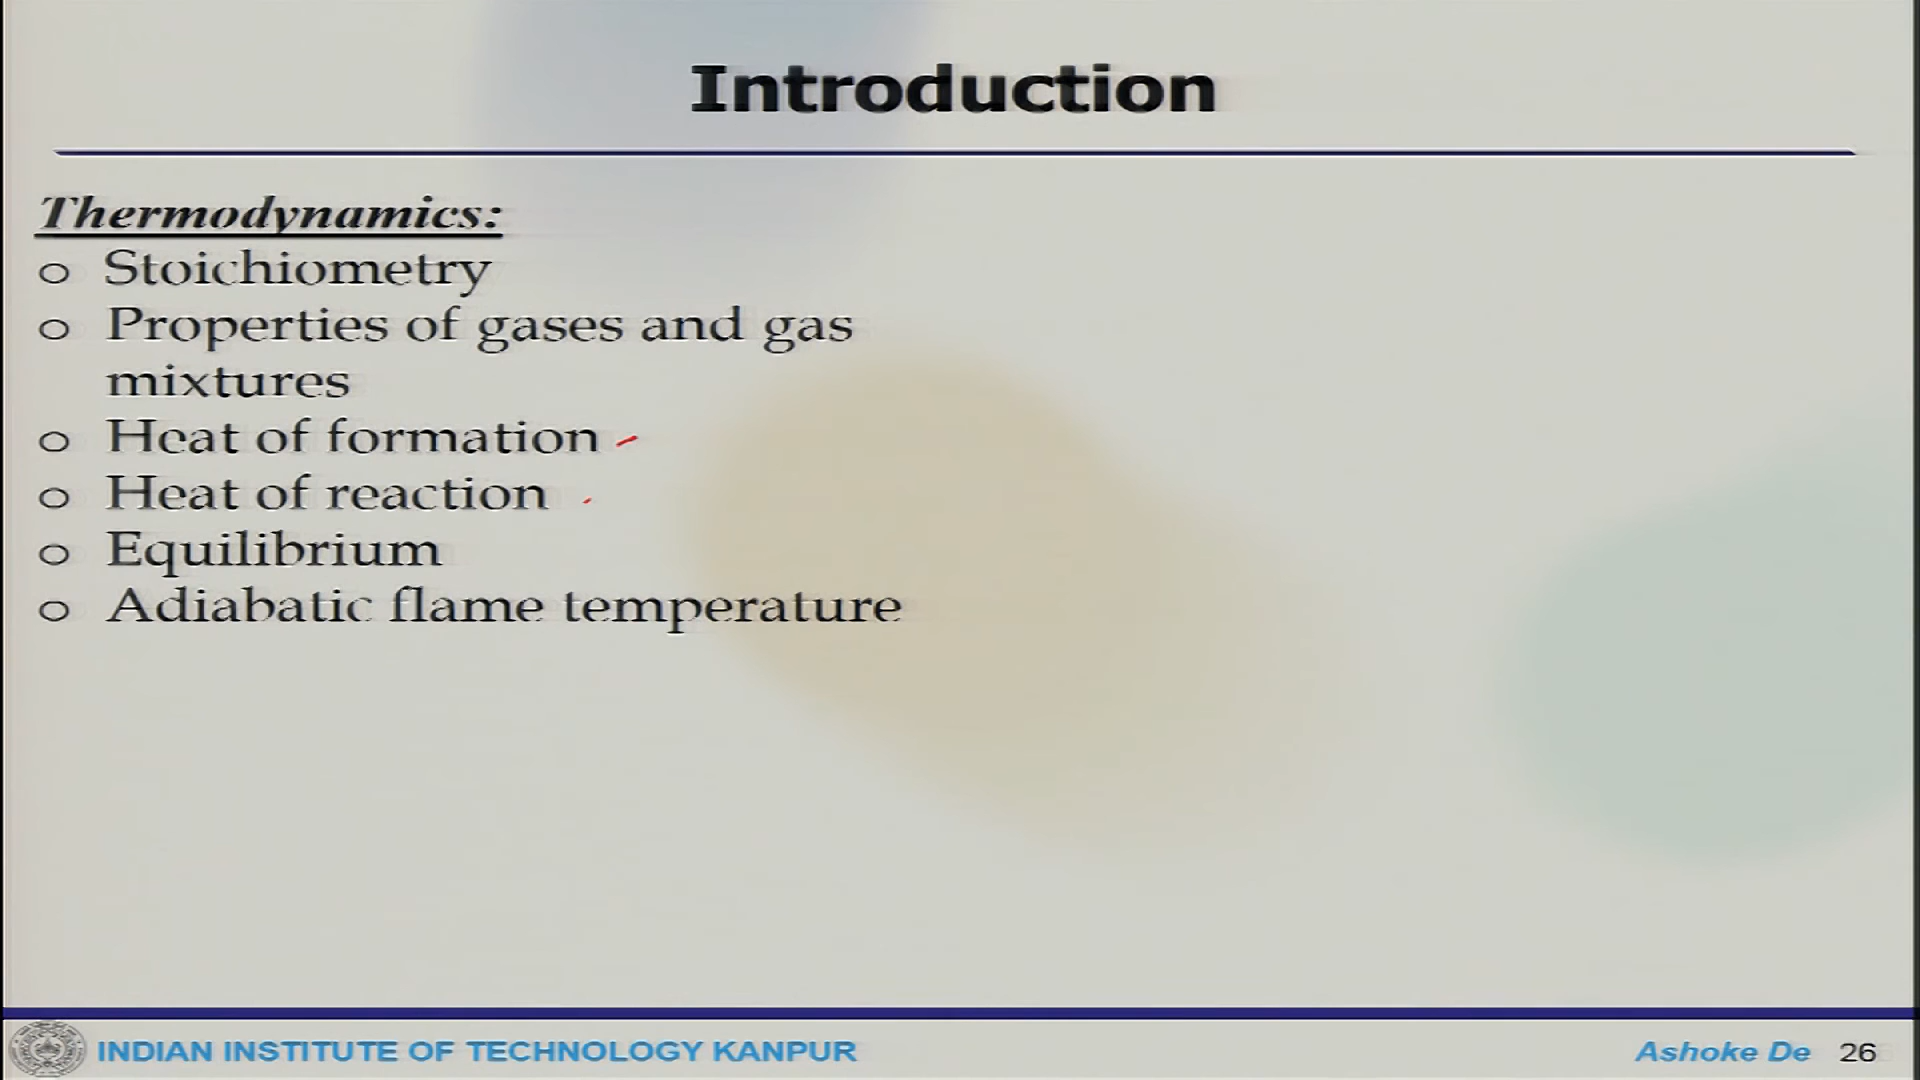 Introduction
Thermodynamics:
o Stoichiometry
o Properties of gases and gas
mixtures
o Heat of formation
o Heat of reaction
o Equilibrium
o Adiabatic flame temperature
INDIAN INSTITUTE OF TECHNOLOGY KANPUR
Ashoke De 26